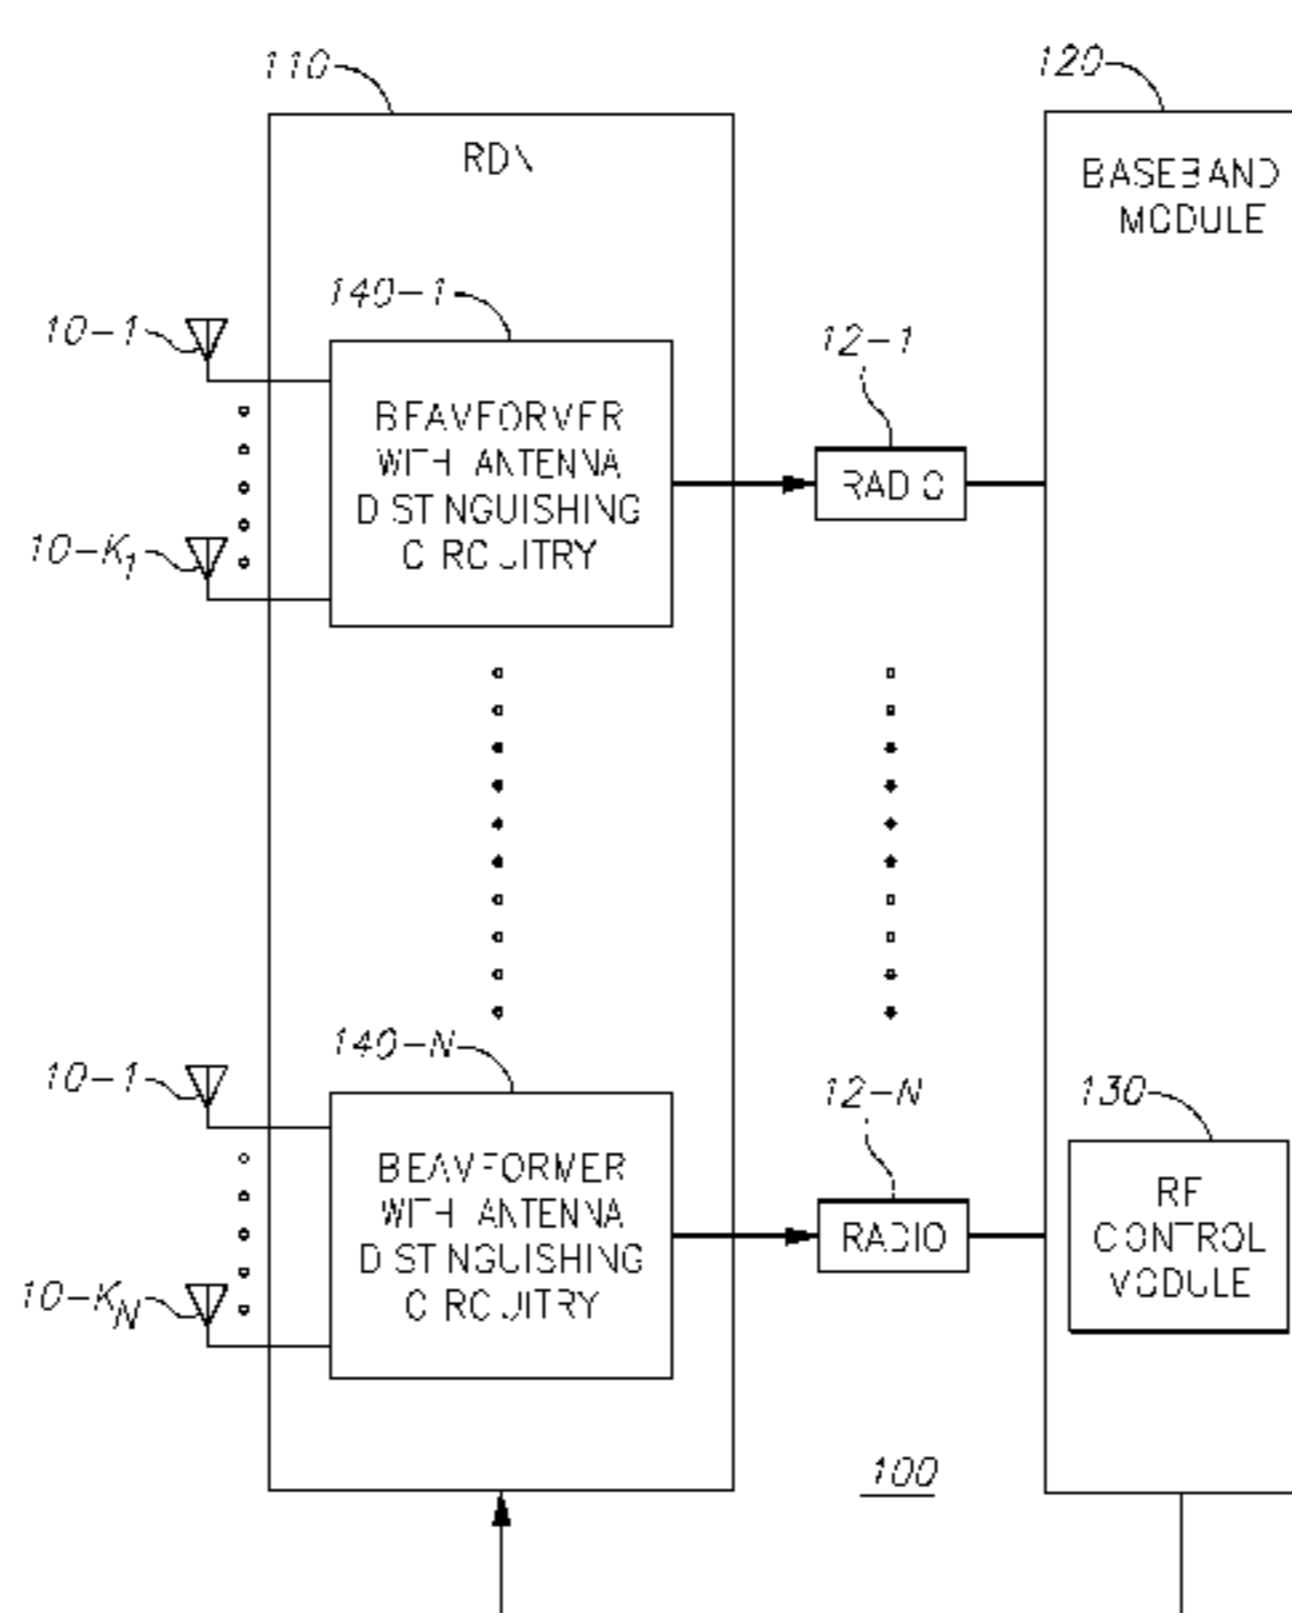 110
120
RDN
BASEBAND
MODULE
140-1
10-1
12-1
BEAMFORMER
WITH ANTENNA
DISTINGUISHING
CIRCUITRY
RADIO
10-K1
140-N
10-1
12-N
130
BEAMFORMER
WITH ANTENNA
DISTINGUISHING
CIRCUITRY
RADIO
RF
CONTROL
MODULE
10-KN
100